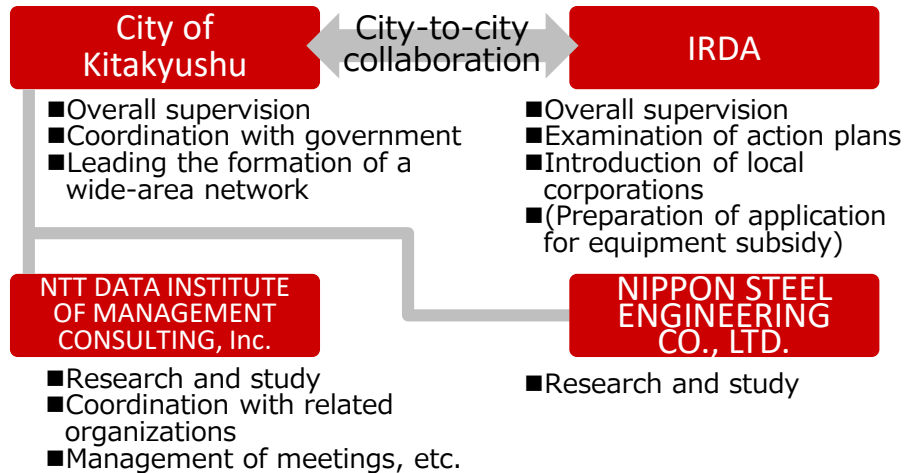 City of
Kitakyushu
City-to-city
collaboration
IRDA
■Overall supervision
■Coordination with government
■Leading the formation of a
wide-area network
■Overall supervision
■Examination of action plans
■Introduction of local
corporations
■(Preparation of application
for equipment subsidy)
NTT DATA INSTITUTE
OF MANAGEMENT
CONSULTING, Inc.
■Research and study
■Coordination with related
organizations
■Management of meetings, etc.
NIPPON STEEL
ENGINEERING
CO., LTD.
■Research and study